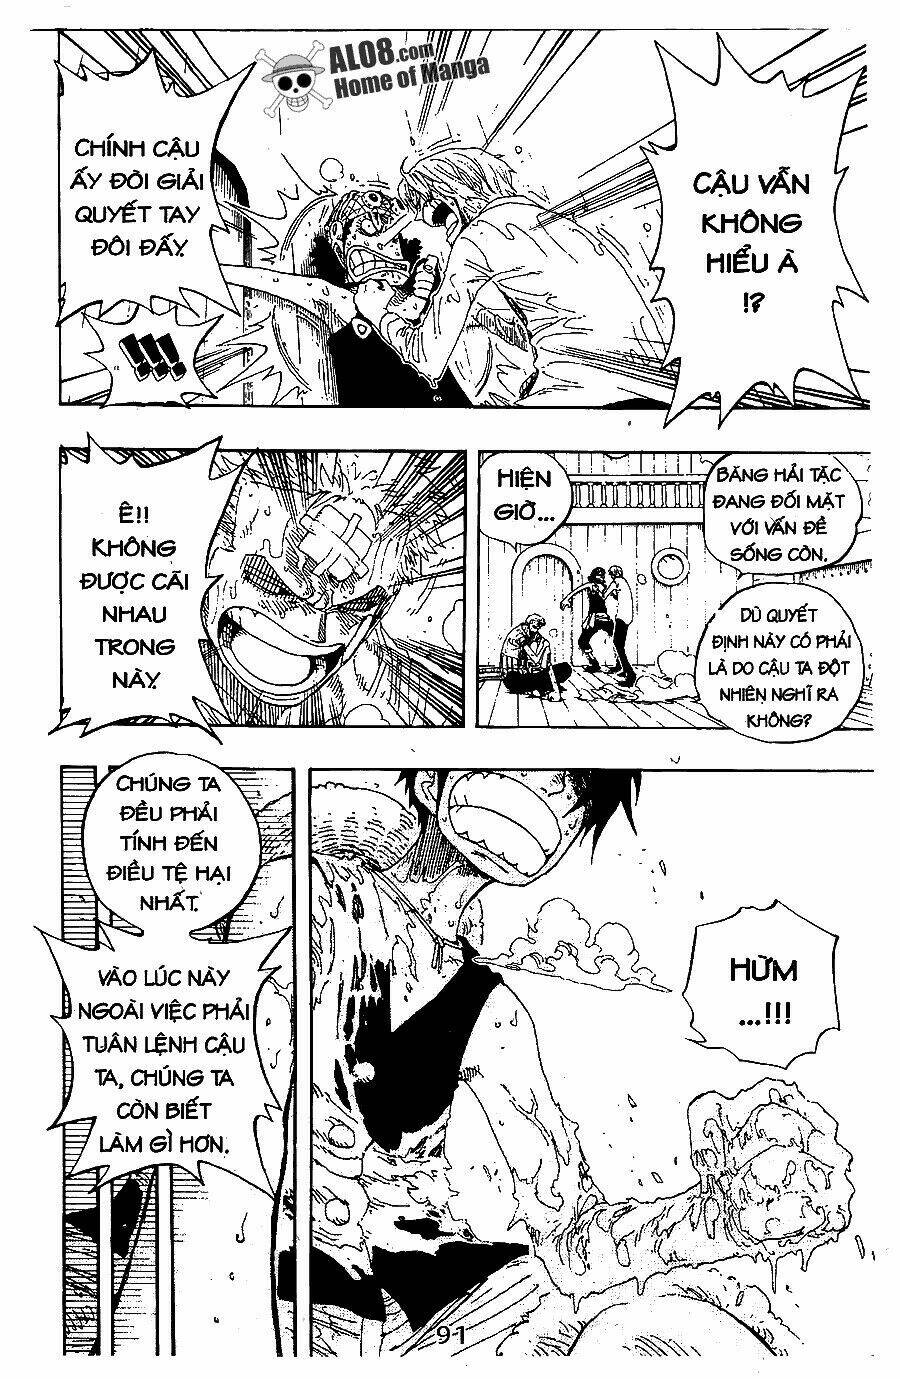 AL08.com
Home of Manga
CẬU VẪN
KHÔNG
HIỂU À
!?
CHÍNH CẬU
ẤY ĐÒI GIẢI
QUYẾT TAY
ĐÔI ĐẤY.
!!!
BĂNG HẢI TẶC
ĐANG ĐỐI MẶT
VỚI VẤN ĐỀ
SỐNG CÒN.
HIỆN
GIỜ...
DÙ QUYẾT
ĐỊNH NÀY CÓ PHẢI
LÀ DO CẬU TA ĐỘT
NHIÊN NGHĨ RA
KHÔNG?
Ê!!
KHÔNG
ĐƯỢC CÃI
NHAU
TRONG
NÀY.
HỪM
...!!!
CHÚNG TA
ĐỀU PHẢI
TÍNH ĐẾN
ĐIỀU TỆ HẠI
NHẤT.
VÀO LÚC NÀY
NGOÀI VIỆC PHẢI
TUÂN LỆNH CẬU
TA, CHÚNG TA
CÒN BIẾT
LÀM GÌ HƠN.
91